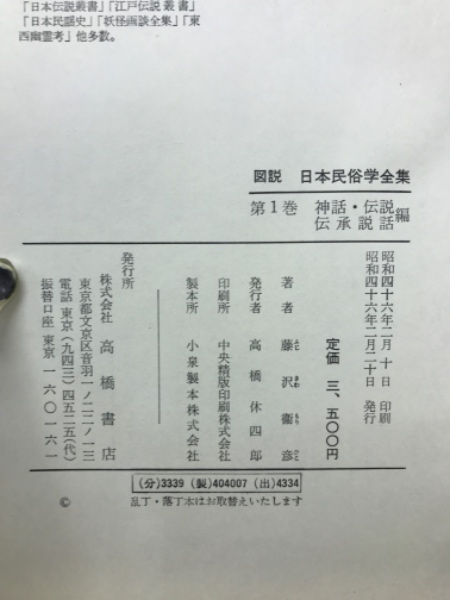 「日本伝説叢書」「江戸伝説叢書」
「日本民謡史」「妖怪画談全集」「東
西幽霊考」他多数。
図説 日本民俗学全集
第1巻 神話・伝説 伝承説話 編
昭和四十六年二月十日 印刷
昭和四十六年二月二十日 発行
定価 三、五〇〇円
著者 藤沢衞彦
ふじ さわ もり ひこ
発行者 高橋休四郎
印刷所 中央精版印刷株式会社
製本所 小泉製本株式会社
発行所
株式会社 高橋書店
東京都文京区音羽一ノ二二ノ一三
電話 東京(九四三)四五二五(代)
振替口座 東京 一六〇一六一
(分)3339 (製)404007 (出)4334
© 乱丁・落丁本はお取替えいたします